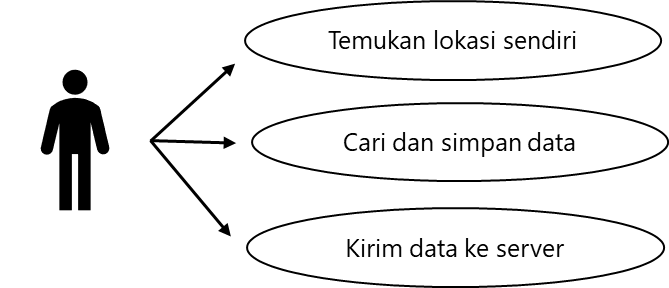 Temukan lokasi sendiri
Cari dan simpan data
Kirim data ke server